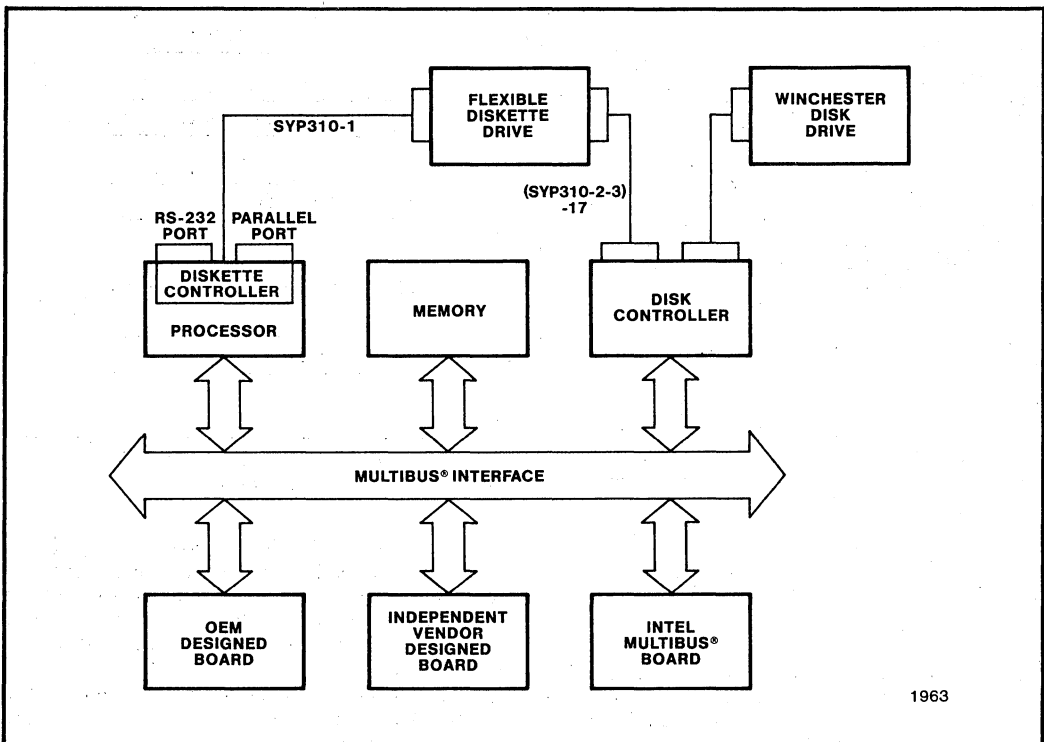 FLEXIBLE
DISKETTE
DRIVE
WINCHESTER
DISK
DRIVE
SYP310-1
(SYP310-2-3)
-17
RS-232
PORT
PARALLEL
PORT
DISKETTE
CONTROLLER
PROCESSOR
MEMORY
DISK
CONTROLLER
MULTIBUS® INTERFACE
OEM
DESIGNED
BOARD
INDEPENDENT
VENDOR
DESIGNED
BOARD
INTEL
MULTIBUS®
BOARD
1963